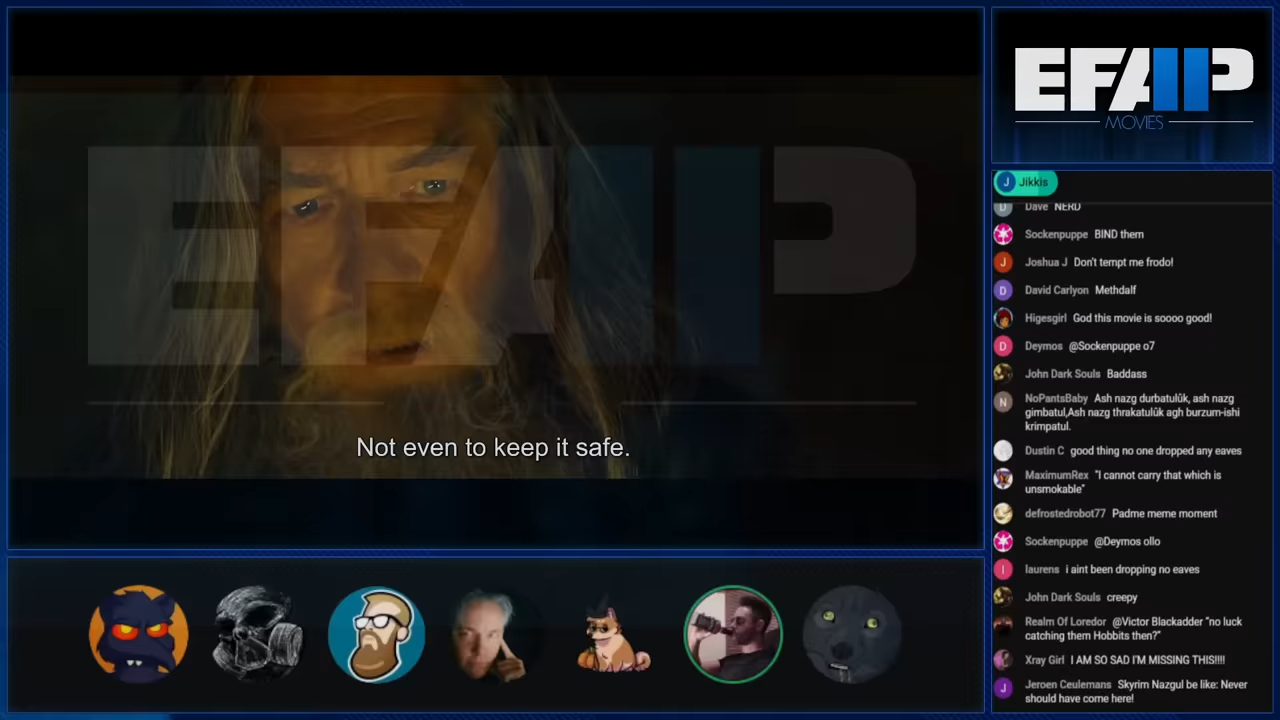 EFAP
Not even to keep it safe.
EFAP
MOVIES
J Jikkis
D Dave NERD
Sockenpuppe BIND them
J Joshua J Don't tempt me frodo!
D David Carlyon Methdalf
Higesgirl God this movie is soooo good!
D Deymos @Sockenpuppe o7
John Dark Souls Baddass
N NoPantsBaby Ash nazg durbatulûk, ash nazg
gimbatul,Ash nazg thrakatulûk agh burzum-ishi
krimpatul.
Dustin C good thing no one dropped any eaves
MaximumRex "I cannot carry that which is
unsmokable"
defrostedrobot77 Padme meme moment
Sockenpuppe @Deymos ollo
l laurens i aint been dropping no eaves
John Dark Souls creepy
Realm Of Loredor @Victor Blackadder "no luck
catching them Hobbits then?"
Xray Girl I AM SO SAD I'M MISSING THIS!!!!
J Jeroen Ceulemans Skyrim Nazgul be like: Never
should have come here!